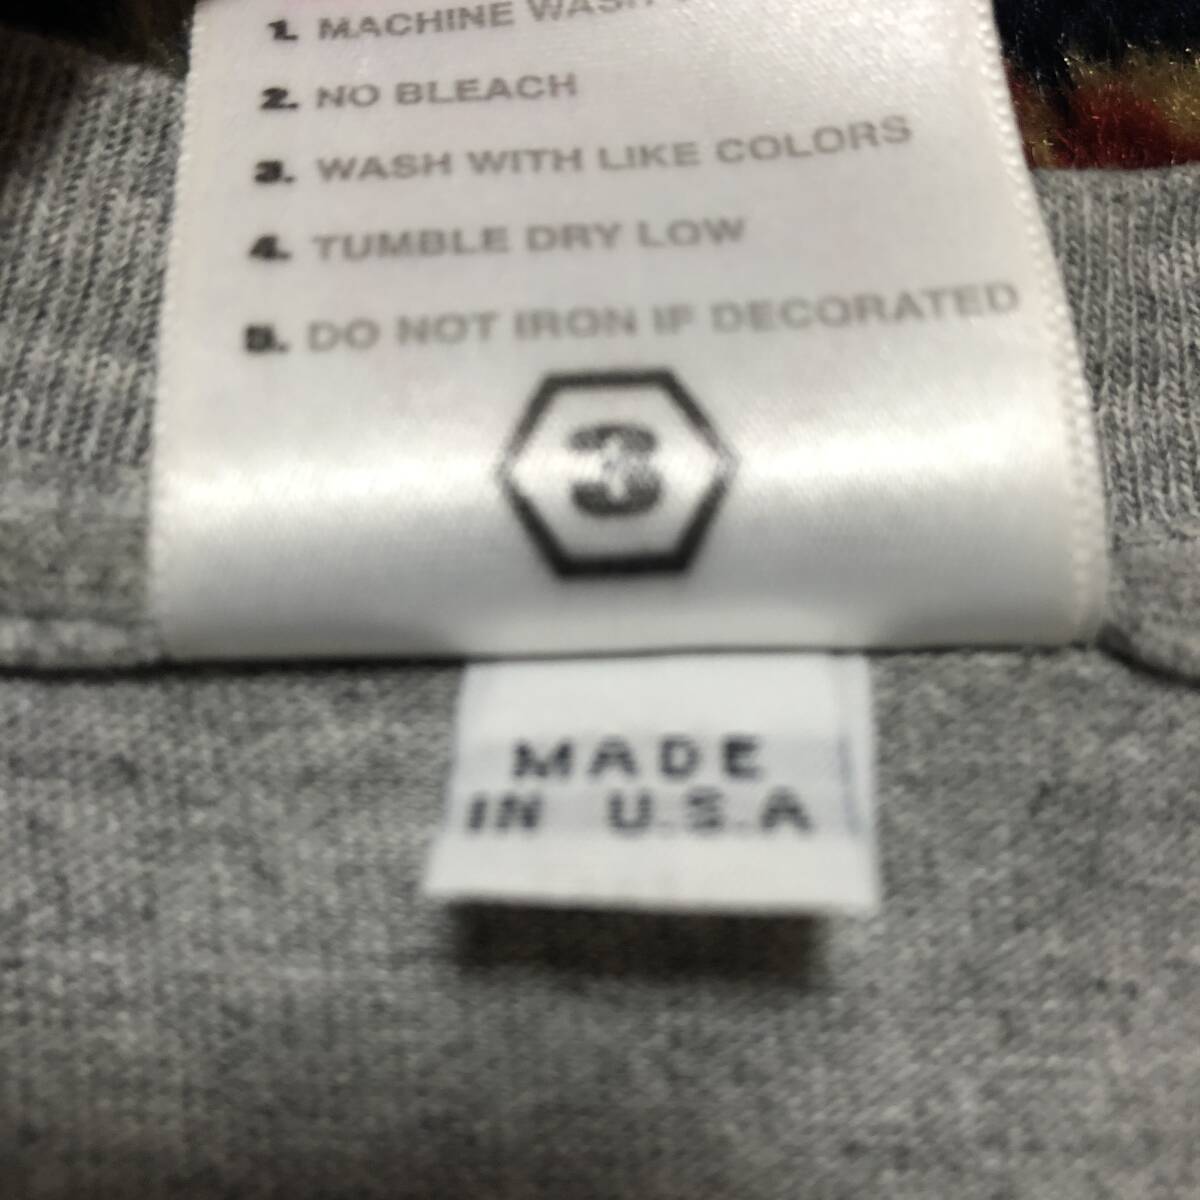 1. MACHINE WASH
2. NO BLEACH
3. WASH WITH LIKE COLORS
4. TUMBLE DRY LOW
5. DO NOT IRON IF DECORATED
3
MADE
IN U.S.A